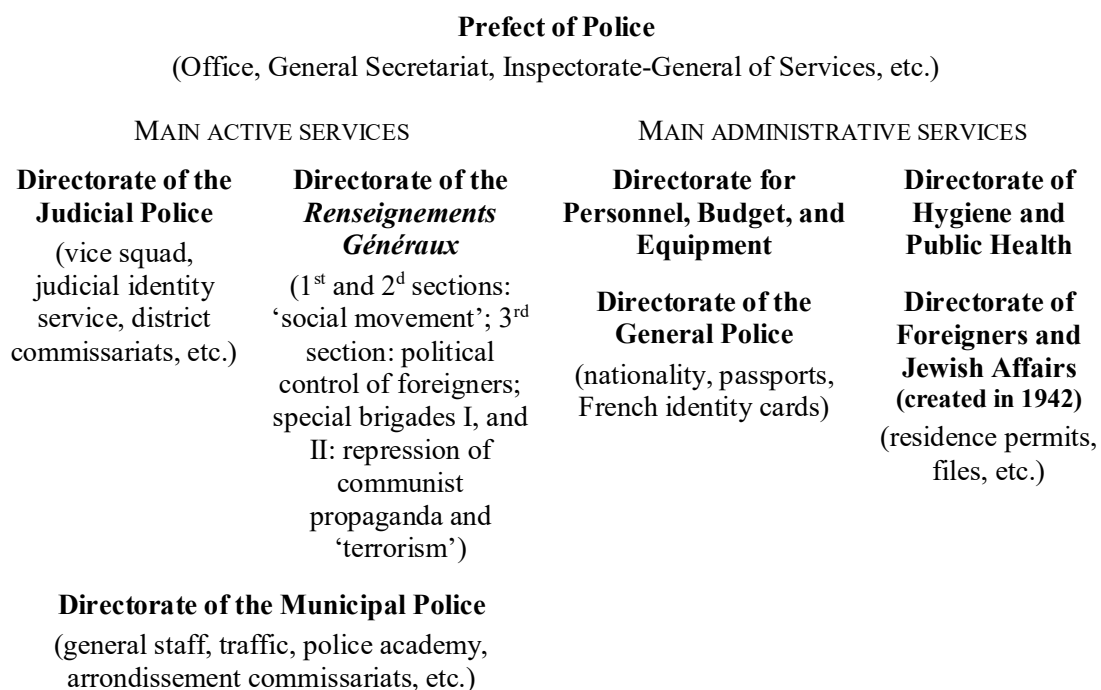 Prefect of Police
(Office, General Secretariat, Inspectorate-General of Services, etc.)
MAIN ACTIVE SERVICES
Directorate of the
Judicial Police
(vice squad,
judicial identity
service, district
commissariats, etc.)
Directorate of the
Renseignements
Généraux
(1st and 2d sections:
‘social movement’; 3rd
section: political
control of foreigners;
special brigades I, and
II: repression of
communist
propaganda and
‘terrorism’)
Directorate of the Municipal Police
(general staff, traffic, police academy,
arrondissement commissariats, etc.)
MAIN ADMINISTRATIVE SERVICES
Directorate for
Personnel, Budget, and
Equipment
Directorate of the
General Police
(nationality, passports,
French identity cards)
Directorate of
Hygiene and
Public Health
Directorate of
Foreigners and
Jewish Affairs
(created in 1942)
(residence permits,
files, etc.)